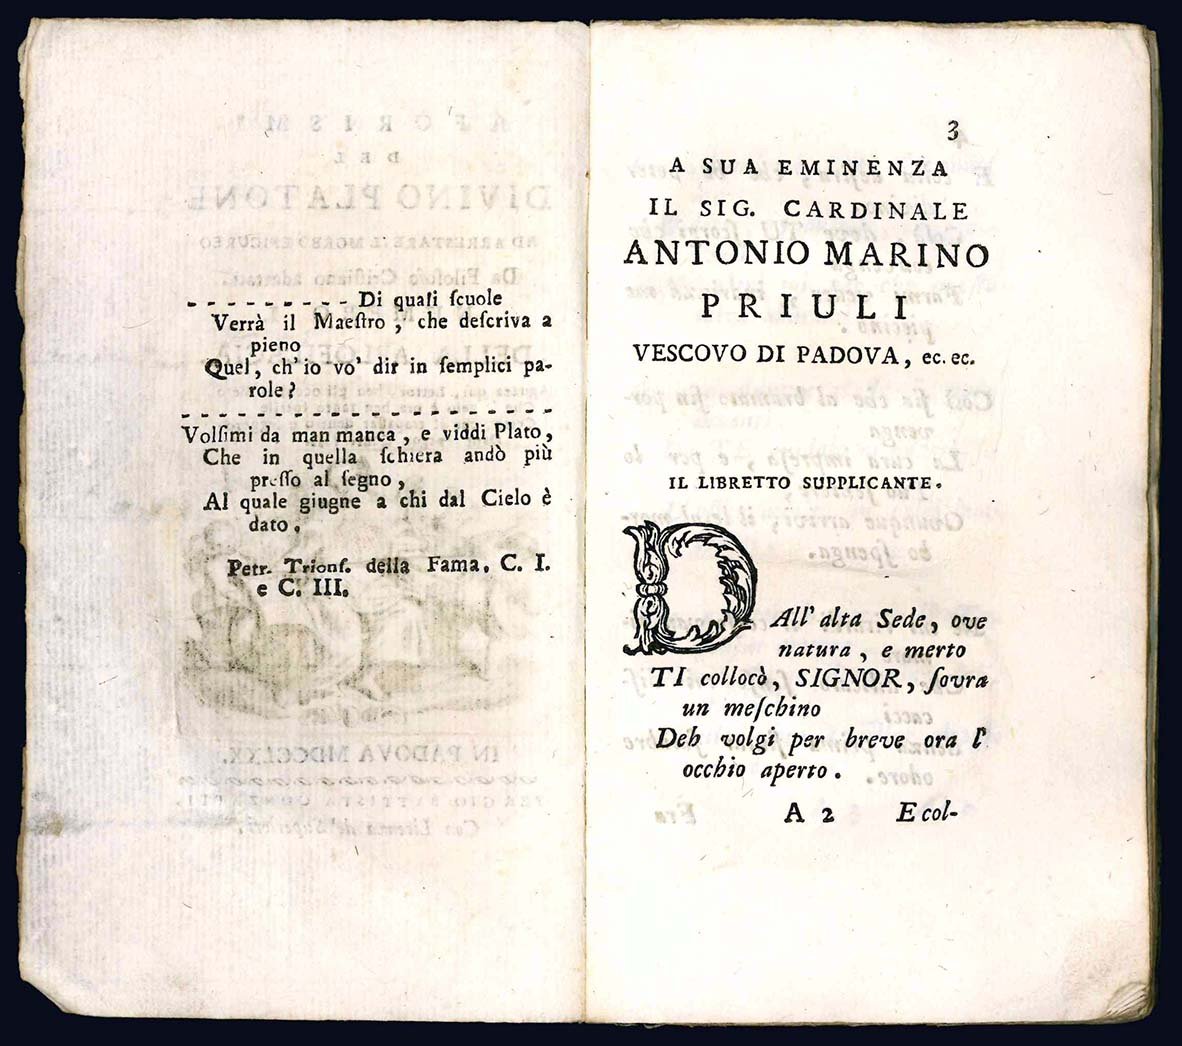 - - - - - - - - - Di quali ſcuole
Verrà il Maeſtro, che deſcriva a
pieno
Quel, ch'io vo' dir in ſemplici pa-
role?
- - - - - - - - - - - - - - - - - - - -
Volſimi da man manca, e viddi Plato,
Che in quella ſchiera andò più
preſſo al ſegno,
Al quale giugne a chi dal Cielo è
dato,
Petr. Trionf. della Fama. C. I.
e C. III.
3
A SUA EMINENZA
IL SIG. CARDINALE
ANTONIO MARINO
PRIULI
VESCOVO DI PADOVA, ec. ec.
IL LIBRETTO SUPPLICANTE.
DAll' alta Sede, ove
natura, e merto
TI collocò, SIGNOR, ſovra
un meſchino
Deh volgi per breve ora l'
occhio aperto.
A 2 E col-